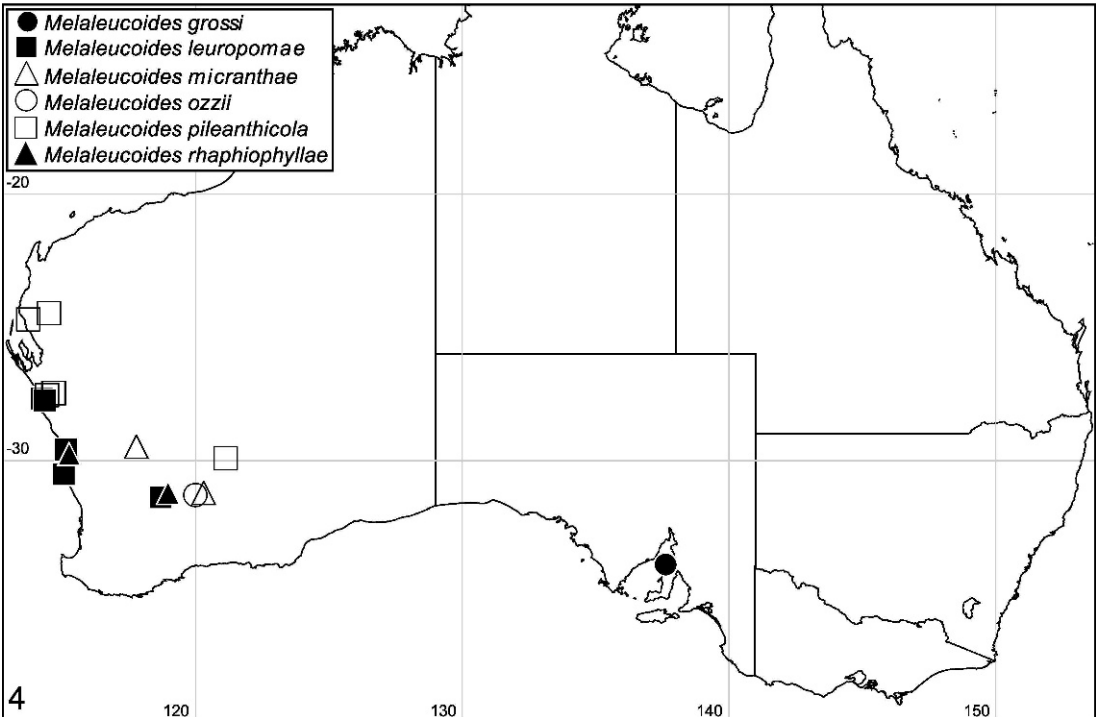 Melaleucoides grossi
Melaleucoides leuropomae
Melaleucoides micranthae
Melaleucoides ozzii
Melaleucoides pileanthicola
Melaleucoides rhaphiophyllae
-20
-30
4
120
130
140
150